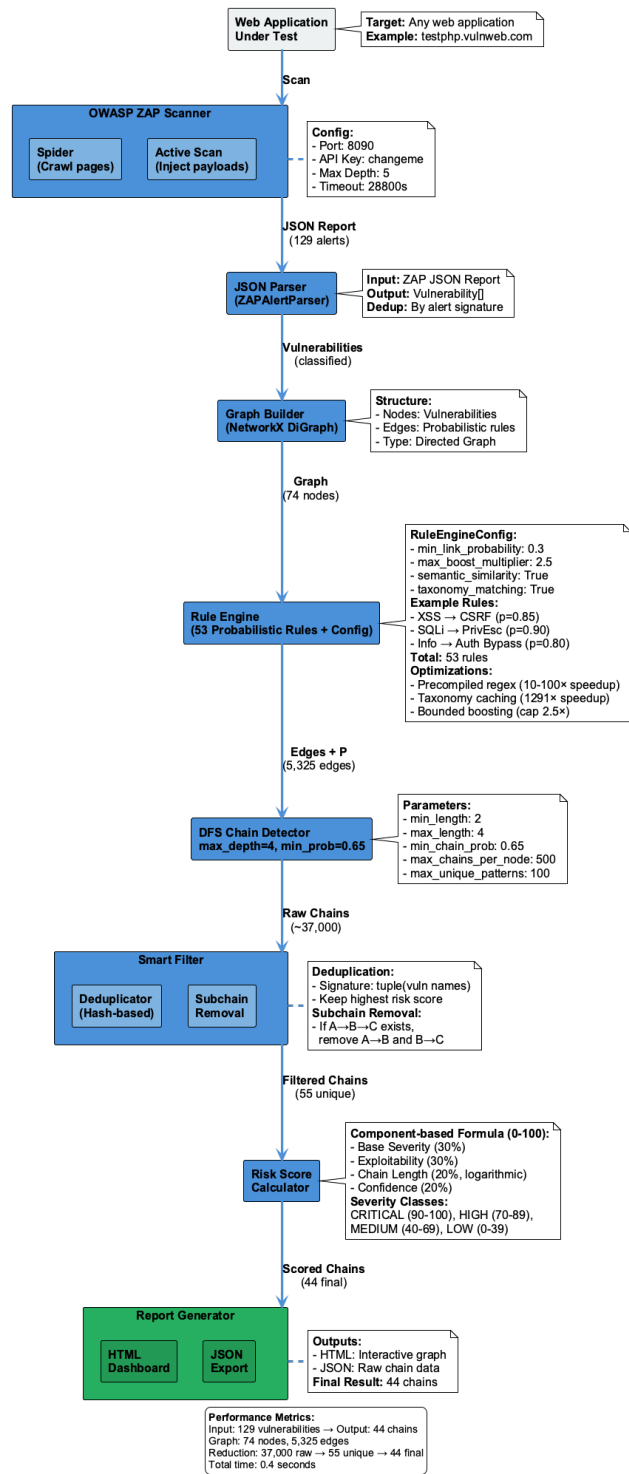 Web Application
Under Test
Target: Any web application
Example: testphp.vulnweb.com
Scan
OWASP ZAP Scanner
Spider
(Crawl pages)
Active Scan
(Inject payloads)
Config:
- Port: 8090
- API Key: changeme
- Max Depth: 5
- Timeout: 28800s
JSON Report
(129 alerts)
JSON Parser
(ZAPAlertParser)
Input: ZAP JSON Report
Output: Vulnerability[]
Dedup: By alert signature
Vulnerabilities
(classified)
Graph Builder
(NetworkX DiGraph)
Structure:
- Nodes: Vulnerabilities
- Edges: Probabilistic rules
- Type: Directed Graph
Graph
(74 nodes)
Rule Engine
(53 Probabilistic Rules + Config)
RuleEngineConfig:
- min_link_probability: 0.3
- max_boost_multiplier: 2.5
- semantic_similarity: True
- taxonomy_matching: True
Example Rules:
- XSS → CSRF (p=0.85)
- SQLi → PrivEsc (p=0.90)
- Info → Auth Bypass (p=0.80)
Total: 53 rules
Optimizations:
- Precompiled regex (10-100× speedup)
- Taxonomy caching (1291× speedup)
- Bounded boosting (cap 2.5×)
Edges + P
(5,325 edges)
DFS Chain Detector
max_depth=4, min_prob=0.65
Parameters:
- min_length: 2
- max_length: 4
- min_chain_prob: 0.65
- max_chains_per_node: 500
- max_unique_patterns: 100
Raw Chains
(~37,000)
Smart Filter
Deduplicator
(Hash-based)
Subchain
Removal
Deduplication:
- Signature: tuple(vuln names)
- Keep highest risk score
Subchain Removal:
- If A→B→C exists,
remove A→B and B→C
Filtered Chains
(55 unique)
Risk Score
Calculator
Component-based Formula (0-100):
- Base Severity (30%)
- Exploitability (30%)
- Chain Length (20%, logarithmic)
- Confidence (20%)
Severity Classes:
CRITICAL (90-100), HIGH (70-89),
MEDIUM (40-69), LOW (0-39)
Scored Chains
(44 final)
Report Generator
HTML
Dashboard
JSON
Export
Outputs:
- HTML: Interactive graph
- JSON: Raw chain data
Final Result: 44 chains
Performance Metrics:
Input: 129 vulnerabilities → Output: 44 chains
Graph: 74 nodes, 5,325 edges
Reduction: 37,000 raw → 55 unique → 44 final
Total time: 0.4 seconds